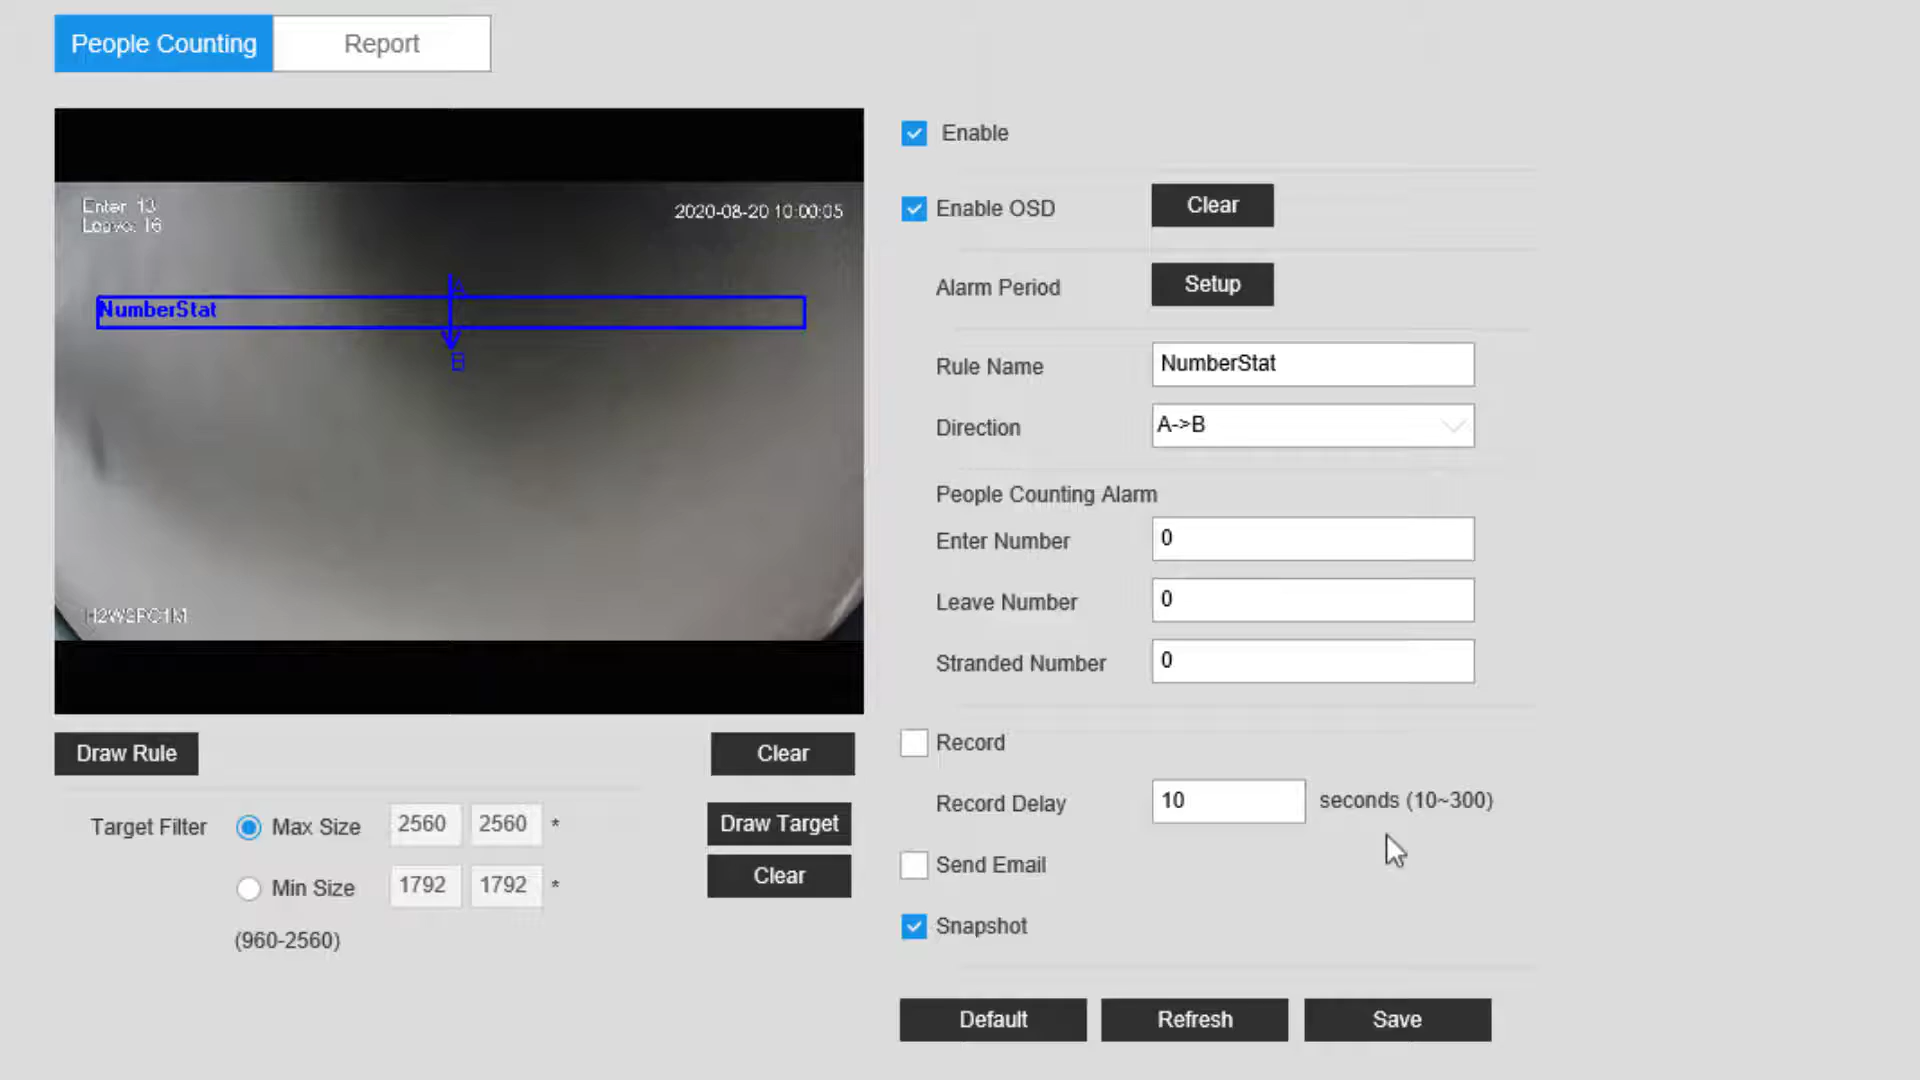 People Counting
Report
Enter: 13
Leave: 16
2020-08-20 10:00:05
A
NumberStat
B
Draw Rule
Clear
Target Filter
Max Size
2560
2560
*
Draw Target
Min Size
1792
1792
*
Clear
(960-2560)
Enable
Enable OSD
Clear
Alarm Period
Setup
Rule Name
NumberStat
Direction
A->B
People Counting Alarm
Enter Number
0
Leave Number
0
Stranded Number
0
Record
Record Delay
10
seconds (10~300)
Send Email
Snapshot
Default
Refresh
Save